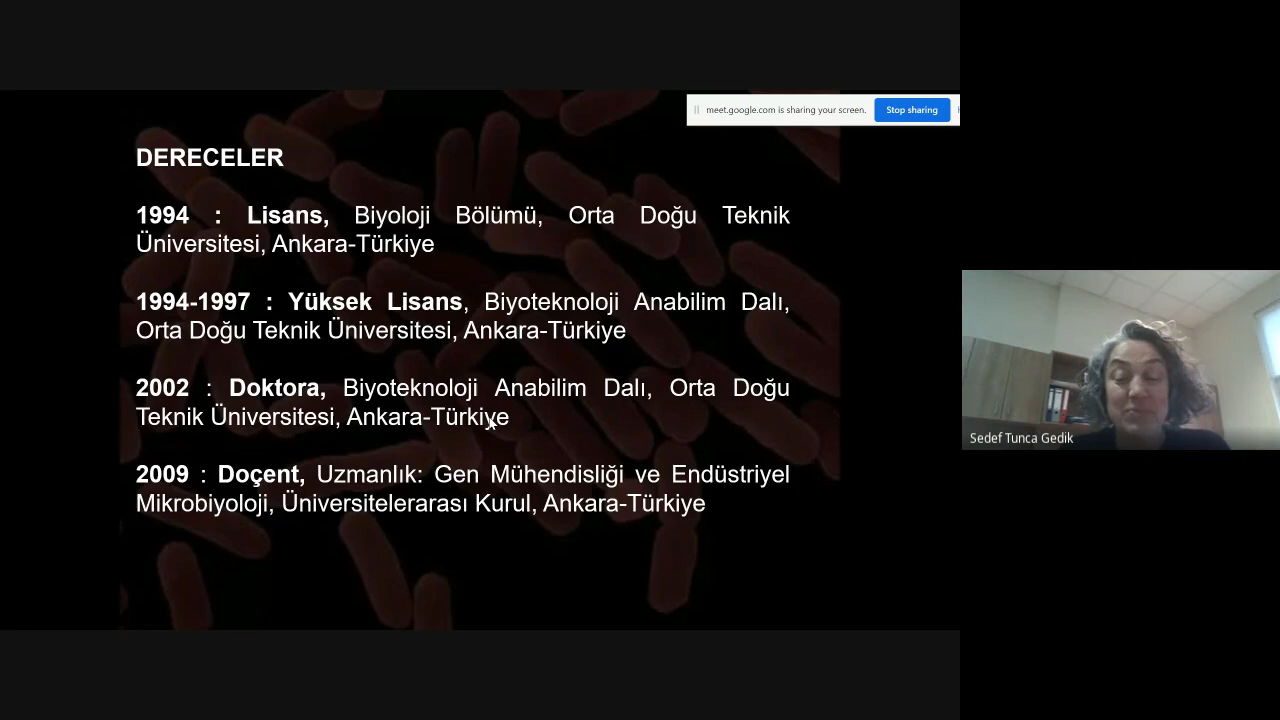 meet.google.com is sharing your screen.
Stop sharing
DERECELER
1994 : Lisans, Biyoloji Bölümü, Orta Doğu Teknik
Üniversitesi, Ankara-Türkiye
1994-1997 : Yüksek Lisans, Biyoteknoloji Anabilim Dalı,
Orta Doğu Teknik Üniversitesi, Ankara-Türkiye
2002 : Doktora, Biyoteknoloji Anabilim Dalı, Orta Doğu
Teknik Üniversitesi, Ankara-Türkiye
2009 : Doçent, Uzmanlık: Gen Mühendisliği ve Endüstriyel
Mikrobiyoloji, Üniversitelerarası Kurul, Ankara-Türkiye
Sedef Tunca Gedik